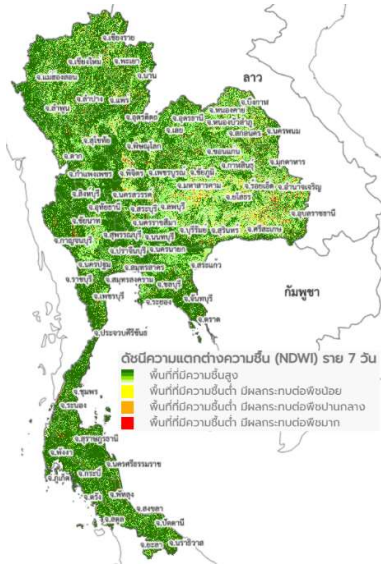 จ.เชียงราย
จ.เชียงใหม่
จ.พะเยา
จ.แม่ฮ่องสอน
จ.น่าน
จ.ลำปาง
จ.แพร่
จ.ลำพูน
จ.อุตรดิตถ์
จ.สุโขทัย
จ.ตาก
จ.พิษณุโลก
จ.กำแพงเพชร
จ.พิจิตร
จ.เพชรบูรณ์
จ.ชัยภูมิ
ลาว
จ.บึงกาฬ
จ.หนองคาย
จ.อุดรธานี
จ.เลย
จ.หนองบัวลำภู
จ.นครพนม
จ.สกลนคร
จ.ขอนแก่น
จ.กาฬสินธุ์
จ.มุกดาหาร
จ.มหาสารคาม
จ.ร้อยเอ็ด
จ.อำนาจเจริญ
จ.ยโสธร
จ.อุบลราชธานี
จ.บุรีรัมย์
จ.สุรินทร์
จ.ศรีสะเกษ
จ.สิงห์บุรี
จ.นครสวรรค์
จ.อุทัยธานี
จ.สระบุรี
จ.ลพบุรี
จ.ชัยนาท
จ.นครราชสีมา
จ.กาญจนบุรี
จ.สุพรรณบุรี
จ.นนทบุรี
จ.ปราจีนบุรี
จ.นครนายก
จ.นครปฐม
จ.สมุทรสาคร
จ.สระแก้ว
จ.ราชบุรี
จ.สมุทรสงคราม
จ.ชลบุรี
จ.เพชรบุรี
จ.ระยอง
จ.จันทบุรี
จ.ตราด
กัมพูชา
จ.ประจวบคีรีขันธ์
ดัชนีความแตกต่างความชื้น (NDWI) ราย 7 วัน
พื้นที่ที่มีความชื้นสูง
พื้นที่ที่มีความชื้นต่ำ มีผลกระทบต่อพืชน้อย
พื้นที่ที่มีความชื้นต่ำ มีผลกระทบต่อพืชปานกลาง
พื้นที่ที่มีความชื้นต่ำ มีผลกระทบต่อพืชมาก
จ.ชุมพร
จ.ระนอง
จ.สุราษฎร์ธานี
จ.พังงา
จ.นครศรีธรรมราช
จ.กระบี่
จ.ภูเก็ต
จ.ตรัง
จ.พัทลุง
จ.สงขลา
จ.สตูล
จ.ปัตตานี
จ.ยะลา
จ.นราธิวาส